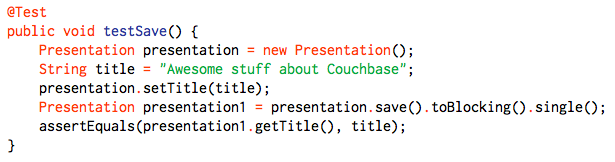 @Test
public void testSave() {
    Presentation presentation = new Presentation();
    String title = "Awesome stuff about Couchbase";
    presentation.setTitle(title);
    Presentation presentation1 = presentation.save().toBlocking().single();
    assertEquals(presentation1.getTitle(), title);
}